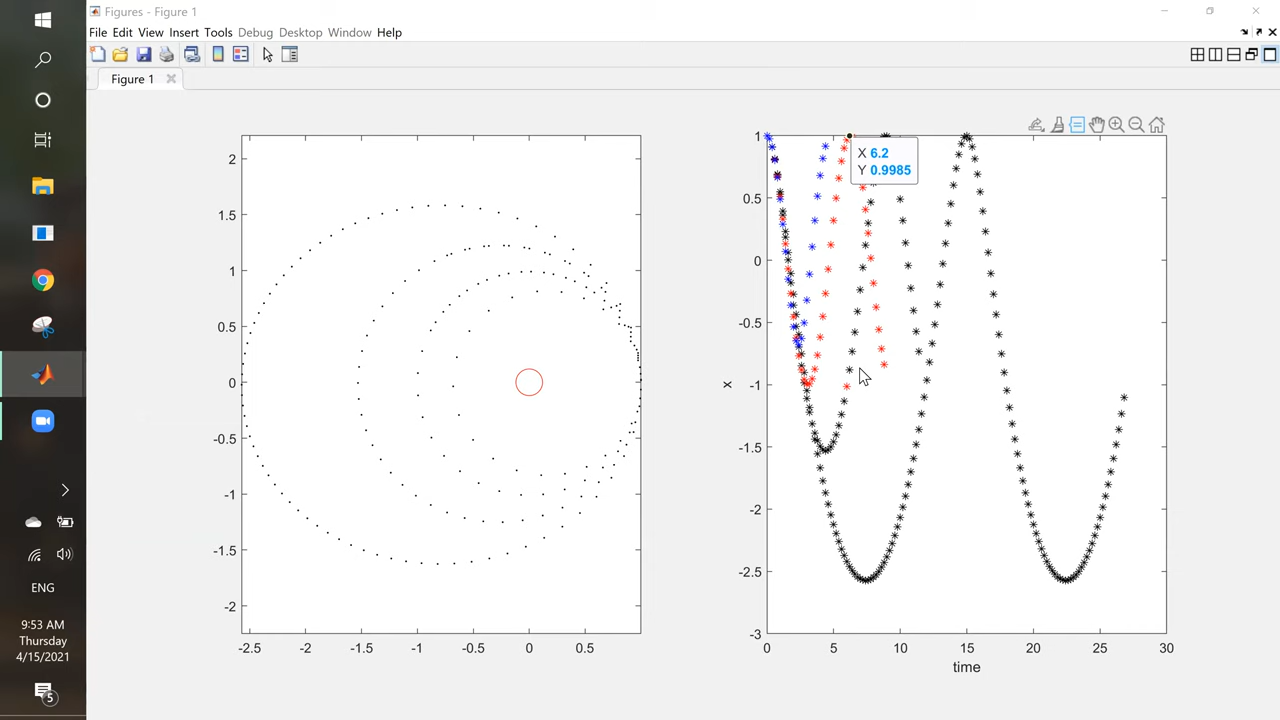 Figures - Figure 1
File Edit View Insert Tools Debug Desktop Window Help
Figure 1
2
1.5
1
0.5
0
-0.5
-1
-1.5
-2
-2.5 -2 -1.5 -1 -0.5 0 0.5
1
0.5
0
-0.5
-1
-1.5
-2
-2.5
-3
x
X 6.2
Y 0.9985
0 5 10 15 20 25 30
time
ENG
9:53 AM
Thursday
4/15/2021
5